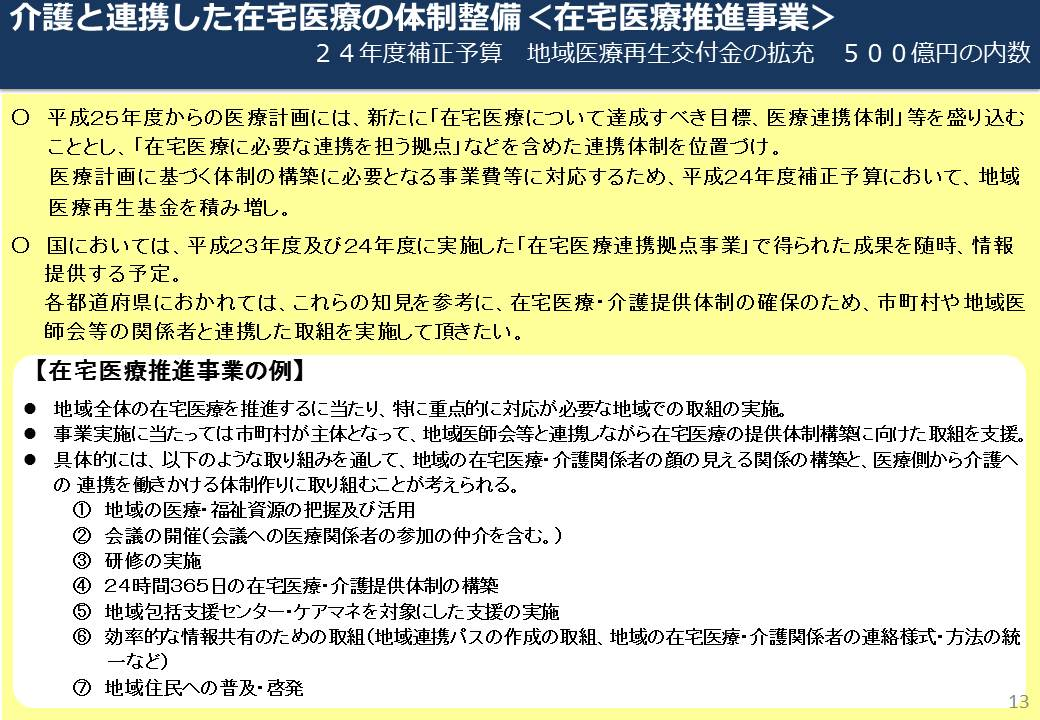 介護と連携した在宅医療の体制整備＜在宅医療推進事業＞
２４年度補正予算　地域医療再生交付金の拡充　５００億円の内数
○ 平成25年度からの医療計画には、新たに「在宅医療について達成すべき目標、医療連携体制」等を盛り込む
こととし、「在宅医療に必要な連携を担う拠点」などを含めた連携体制を位置づけ。
医療計画に基づく体制の構築に必要となる事業費等に対応するため、平成24年度補正予算において、地域
医療再生基金を積み増し。
○ 国においては、平成23年度及び24年度に実施した「在宅医療連携拠点事業」で得られた成果を随時、情報
提供する予定。
各都道府県におかれては、これらの知見を参考に、在宅医療・介護提供体制の確保のため、市町村や地域医
師会等の関係者と連携した取組を実施して頂きたい。
【在宅医療推進事業の例】
● 地域全体の在宅医療を推進するに当たり、特に重点的に対応が必要な地域での取組の実施。
● 事業実施に当たっては市町村が主体となって、地域医師会等と連携しながら在宅医療の提供体制構築に向けた取組を支援。
● 具体的には、以下のような取り組みを通して、地域の在宅医療・介護関係者の顔の見える関係の構築と、医療側から介護へ
の 連携を働きかける体制作りに取り組むことが考えられる。
① 地域の医療・福祉資源の把握及び活用
② 会議の開催（会議への医療関係者の参加の仲介を含む。）
③ 研修の実施
④ 24時間365日の在宅医療・介護提供体制の構築
⑤ 地域包括支援センター・ケアマネを対象にした支援の実施
⑥ 効率的な情報共有のための取組（地域連携パスの作成の取組、地域の在宅医療・介護関係者の連絡様式・方法の統
一など）
⑦ 地域住民への普及・啓発
13